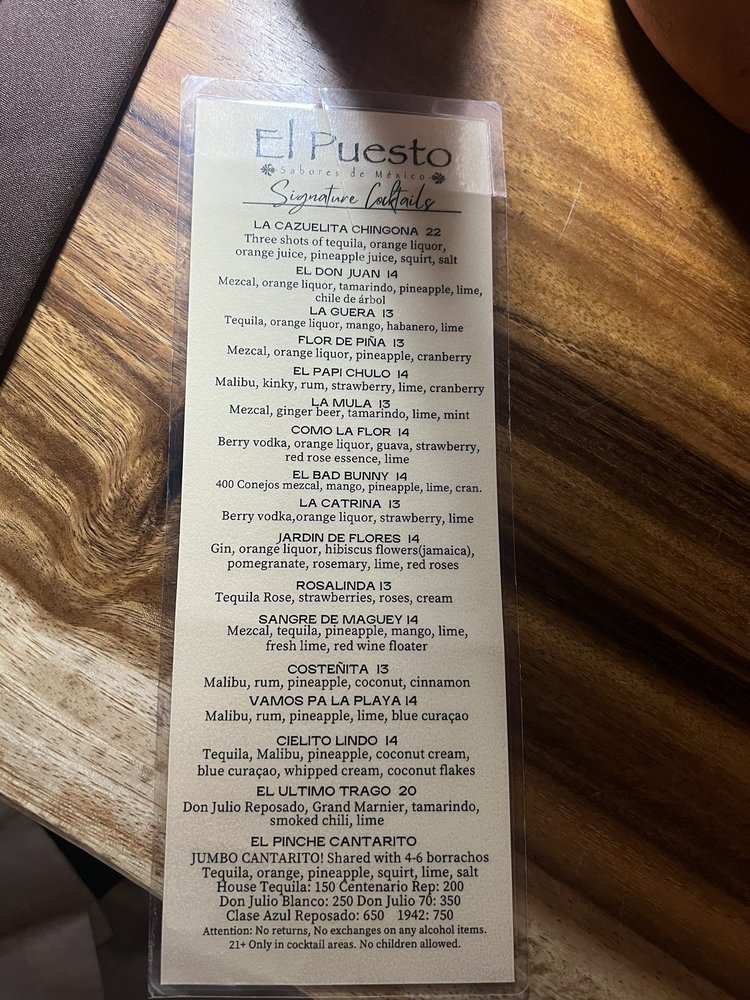 El Puesto
Sabores de México
Signature Cocktails
LA CAZUELITA CHINGONA 22
Three shots of tequila, orange liquor,
orange juice, pineapple juice, squirt, salt
EL DON JUAN 14
Mezcal, orange liquor, tamarindo, pineapple, lime,
chile de árbol
LA GUERA 13
Tequila, orange liquor, mango, habanero, lime
FLOR DE PIÑA 13
Mezcal, orange liquor, pineapple, cranberry
EL PAPI CHULO 14
Malibu, kinky, rum, strawberry, lime, cranberry
LA MULA 13
Mezcal, ginger beer, tamarindo, lime, mint
COMO LA FLOR 14
Berry vodka, orange liquor, guava, strawberry,
red rose essence, lime
EL BAD BUNNY 14
400 Conejos mezcal, mango, pineapple, lime, cran.
LA CATRINA 13
Berry vodka,orange liquor, strawberry, lime
JARDIN DE FLORES 14
Gin, orange liquor, hibiscus flowers(jamaica),
pomegranate, rosemary, lime, red roses
ROSALINDA 13
Tequila Rose, strawberries, roses, cream
SANGRE DE MAGUEY 14
Mezcal, tequila, pineapple, mango, lime,
fresh lime, red wine floater
COSTEÑITA 13
Malibu, rum, pineapple, coconut, cinnamon
VAMOS PA LA PLAYA 14
Malibu, rum, pineapple, lime, blue curaçao
CIELITO LINDO 14
Tequila, Malibu, pineapple, coconut cream,
blue curaçao, whipped cream, coconut flakes
EL ULTIMO TRAGO 20
Don Julio Reposado, Grand Marnier, tamarindo,
smoked chili, lime
EL PINCHE CANTARITO
JUMBO CANTARITO! Shared with 4-6 borrachos
Tequila, orange, pineapple, squirt, lime, salt
House Tequila: 150 Centenario Rep: 200
Don Julio Blanco: 250 Don Julio 70: 350
Clase Azul Reposado: 650 1942: 750
Attention: No returns, No exchanges on any alcohol items.
21+ Only in cocktail areas. No children allowed.